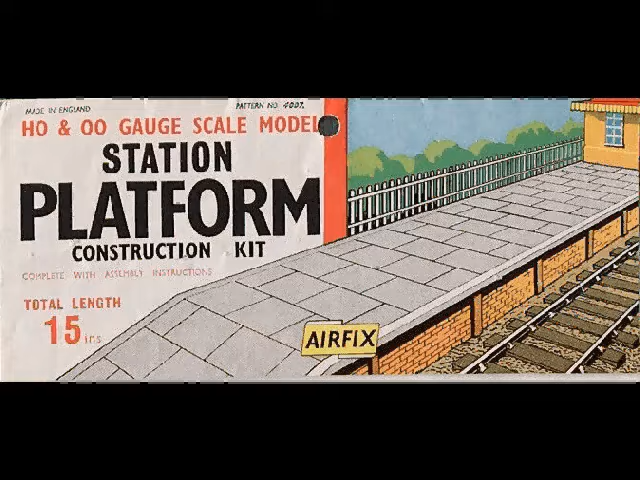 MADE IN ENGLAND
PATTERN NO. 4007.
HO & OO GAUGE SCALE MODEL
STATION
PLATFORM
CONSTRUCTION KIT
COMPLETE WITH ASSEMBLY INSTRUCTIONS
TOTAL LENGTH
15 ins
AIRFIX